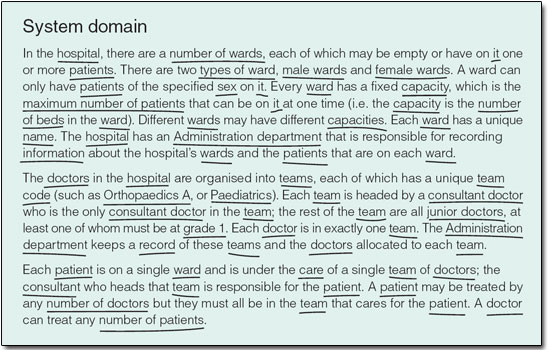 System domain
In the hospital, there are a number of wards, each of which may be empty or have on it one
or more patients. There are two types of ward, male wards and female wards. A ward can
only have patients of the specified sex on it. Every ward has a fixed capacity, which is the
maximum number of patients that can be on it at one time (i.e. the capacity is the number
of beds in the ward). Different wards may have different capacities. Each ward has a unique
name. The hospital has an Administration department that is responsible for recording
information about the hospital's wards and the patients that are on each ward.
The doctors in the hospital are organised into teams, each of which has a unique team
code (such as Orthopaedics A, or Paediatrics). Each team is headed by a consultant doctor
who is the only consultant doctor in the team; the rest of the team are all junior doctors, at
least one of whom must be at grade 1. Each doctor is in exactly one team. The Administration
department keeps a record of these teams and the doctors allocated to each team.
Each patient is on a single ward and is under the care of a single team of doctors; the
consultant who heads that team is responsible for the patient. A patient may be treated by
any number of doctors but they must all be in the team that cares for the patient. A doctor
can treat any number of patients.